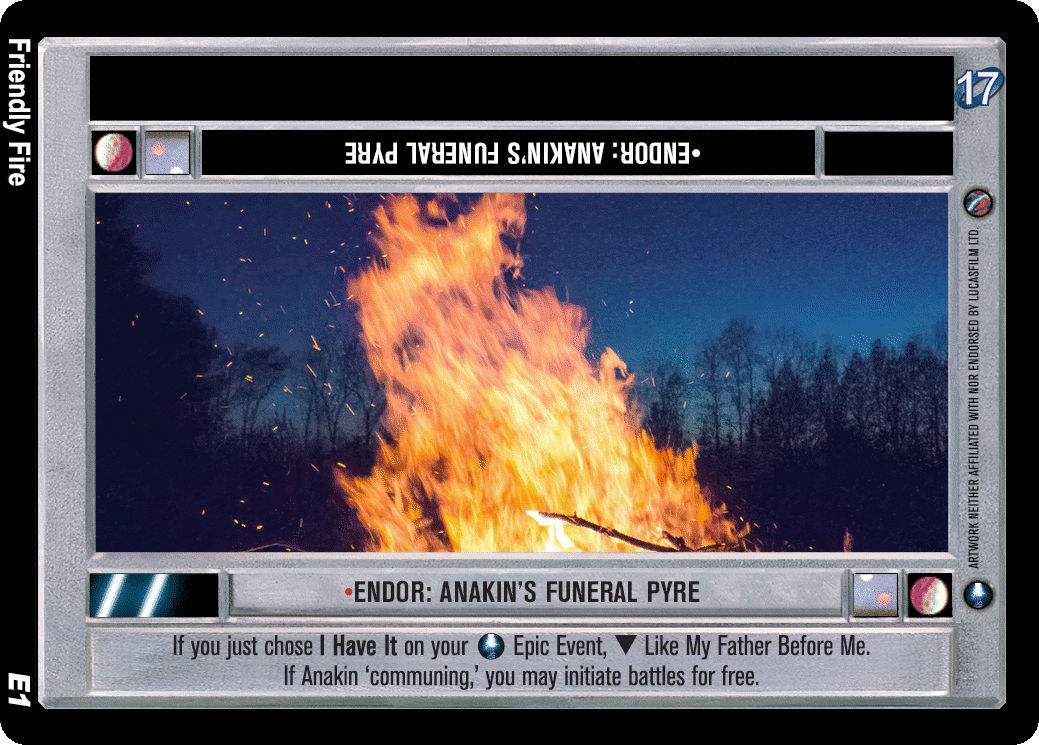 Friendly Fire
17
•ENDOR: ANAKIN'S FUNERAL PYRE
ARTWORK NEITHER AFFILIATED WITH NOR ENDORSED BY LUCASFILM LTD.
•ENDOR: ANAKIN'S FUNERAL PYRE
If you just chose I Have It on your Epic Event, ▼ Like My Father Before Me.
If Anakin ‘communing,’ you may initiate battles for free.
E1